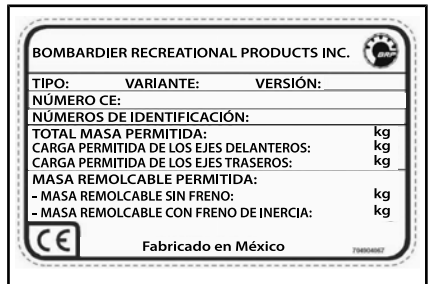 BOMBARDIER RECREATIONAL PRODUCTS INC. BRP
TIPO: VARIANTE: VERSIÓN:
NÚMERO CE:
NÚMEROS DE IDENTIFICACIÓN:
TOTAL MASA PERMITIDA: kg
CARGA PERMITIDA DE LOS EJES DELANTEROS: kg
CARGA PERMITIDA DE LOS EJES TRASEROS: kg
MASA REMOLCABLE PERMITIDA:
- MASA REMOLCABLE SIN FRENO: kg
- MASA REMOLCABLE CON FRENO DE INERCIA: kg
CE Fabricado en México 704904067